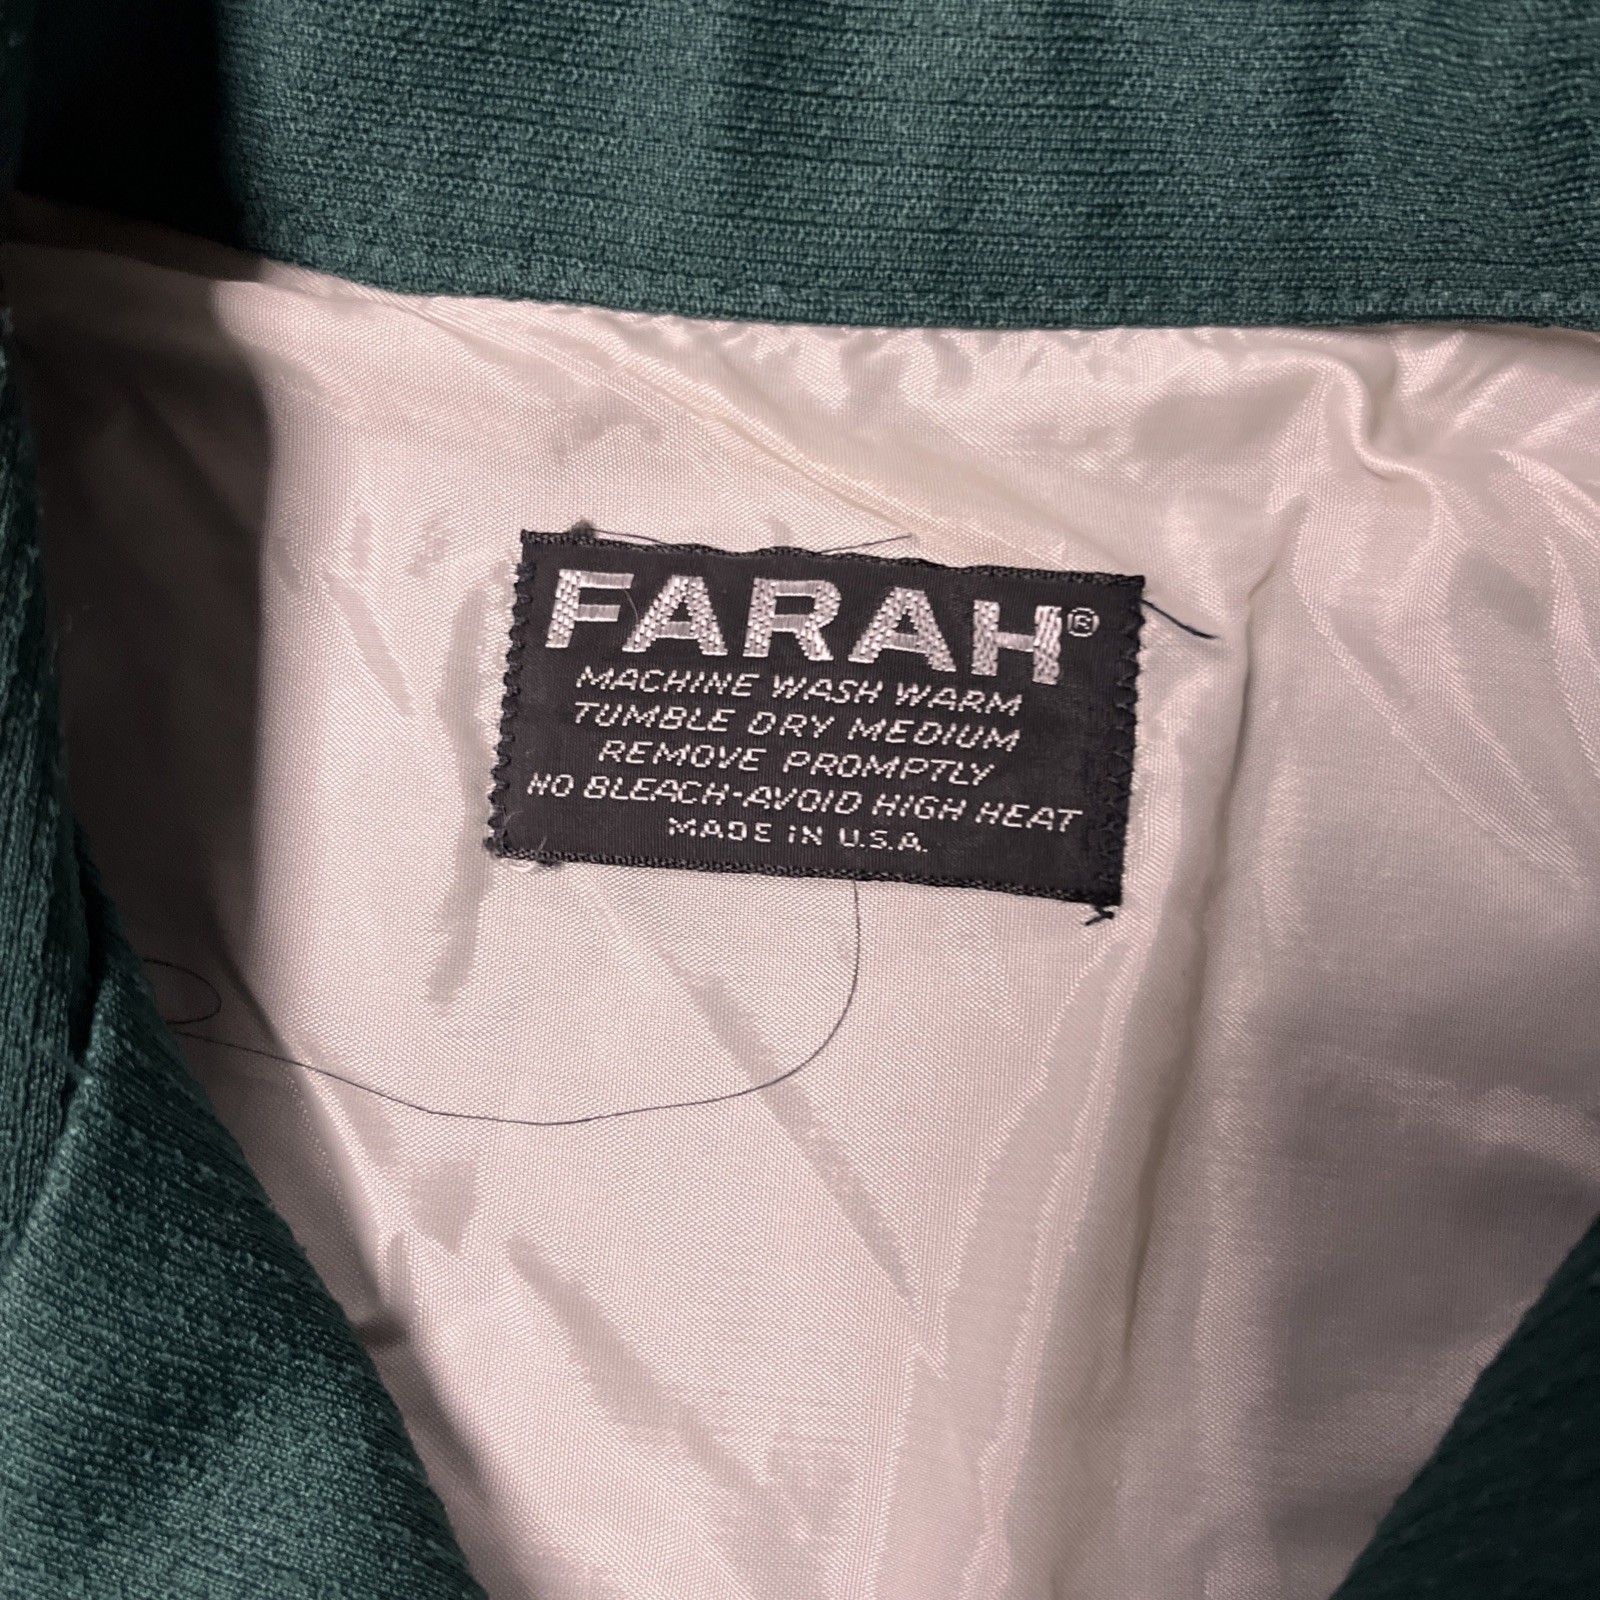 FARAH®
MACHINE WASH WARM
TUMBLE DRY MEDIUM
REMOVE PROMPTLY
NO BLEACH-AVOID HIGH HEAT
MADE IN U.S.A.